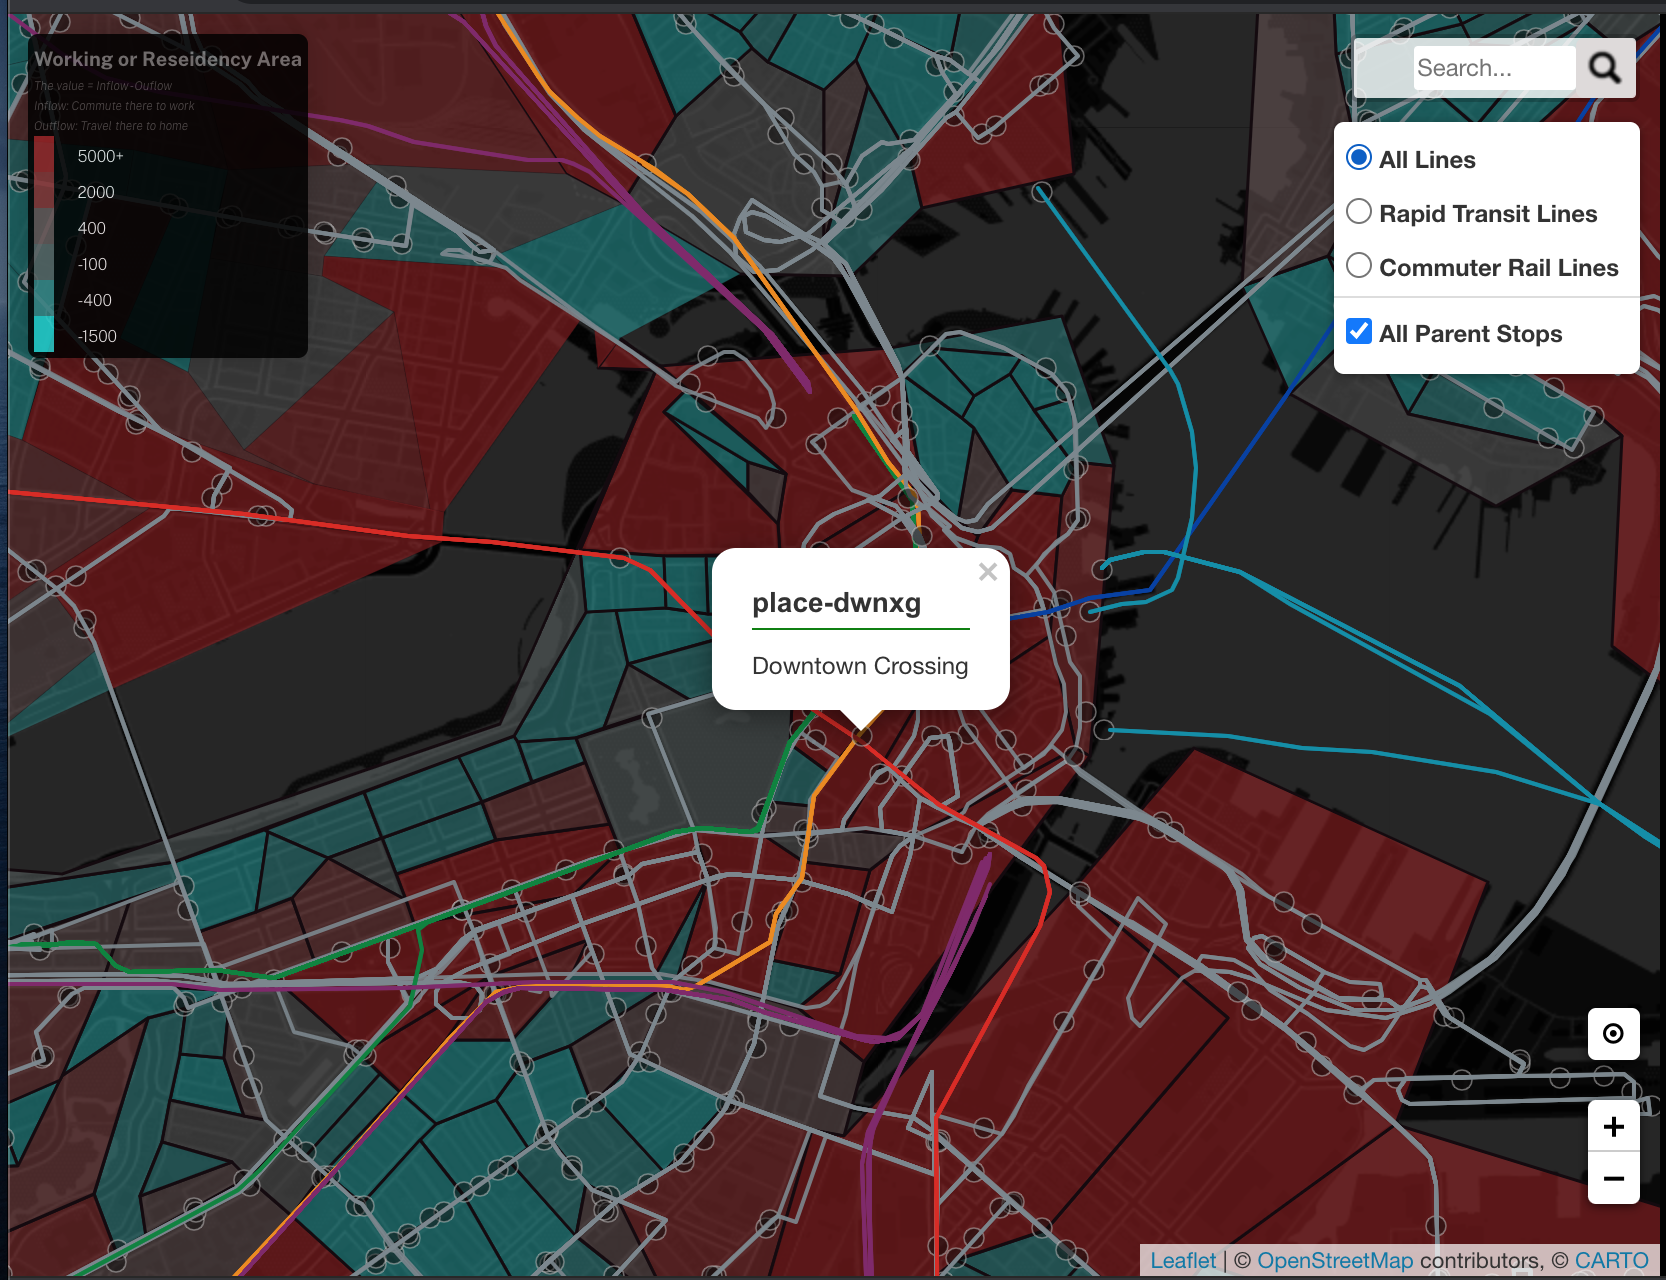 Working or Reseidency Area
The value = Inflow-Ouflow
Inflow: Commute there to work
Outflow: Travel there to home
5000+
2000
400
-100
-400
-1500
Search...
All Lines
Rapid Transit Lines
Commuter Rail Lines
All Parent Stops
×
place-dwnxg
Downtown Crossing
+
−
Leaflet | © OpenStreetMap contributors, © CARTO